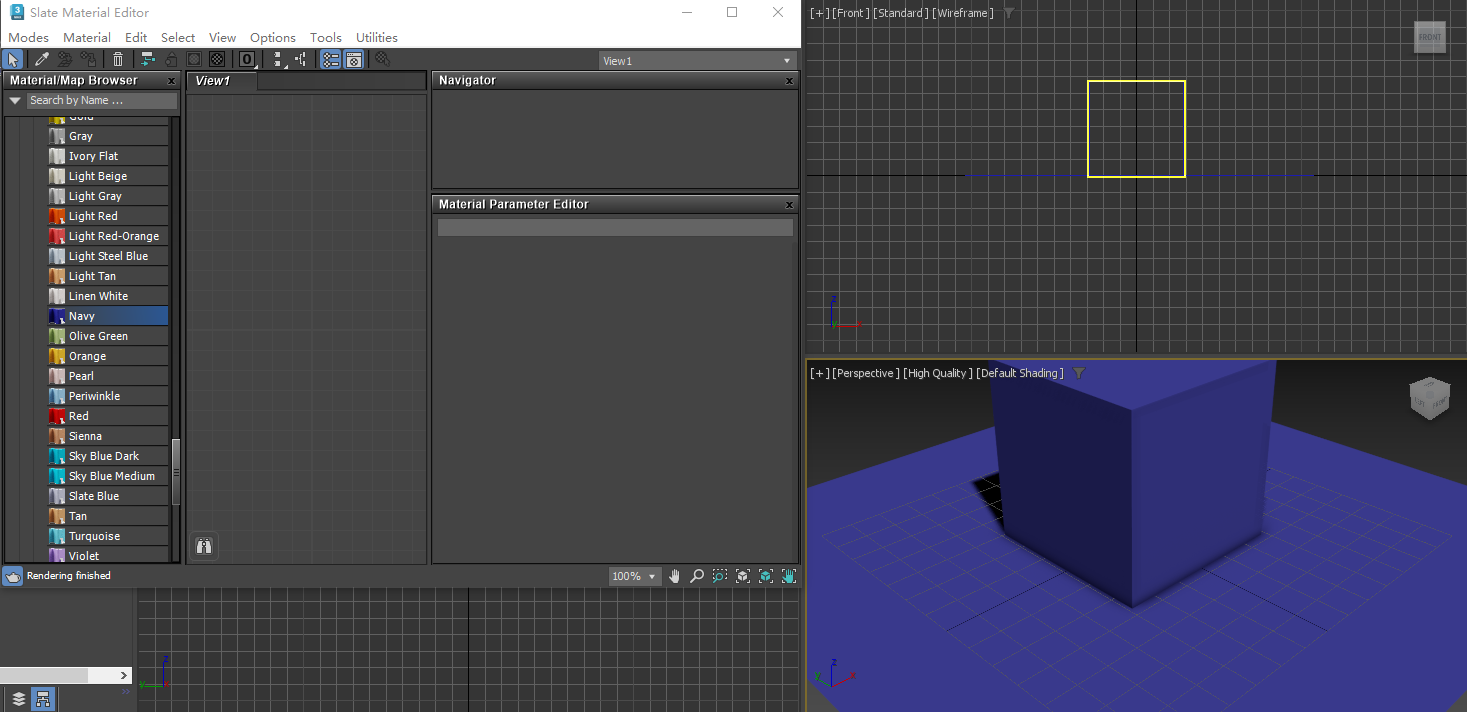 Slate Material Editor
Modes Material Edit Select View Options Tools Utilities
View1
Material/Map Browser
Search by Name ...
Gold
Gray
Ivory Flat
Light Beige
Light Gray
Light Red
Light Red-Orange
Light Steel Blue
Light Tan
Linen White
Navy
Olive Green
Orange
Pearl
Periwinkle
Red
Sienna
Sky Blue Dark
Sky Blue Medium
Slate Blue
Tan
Turquoise
Violet
View1
Navigator
Material Parameter Editor
Rendering finished
100%
[+] [Front] [Standard] [Wireframe]
FRONT
z
x
[+] [Perspective] [High Quality] [Default Shading]
FRONT
z
y
x
z
y